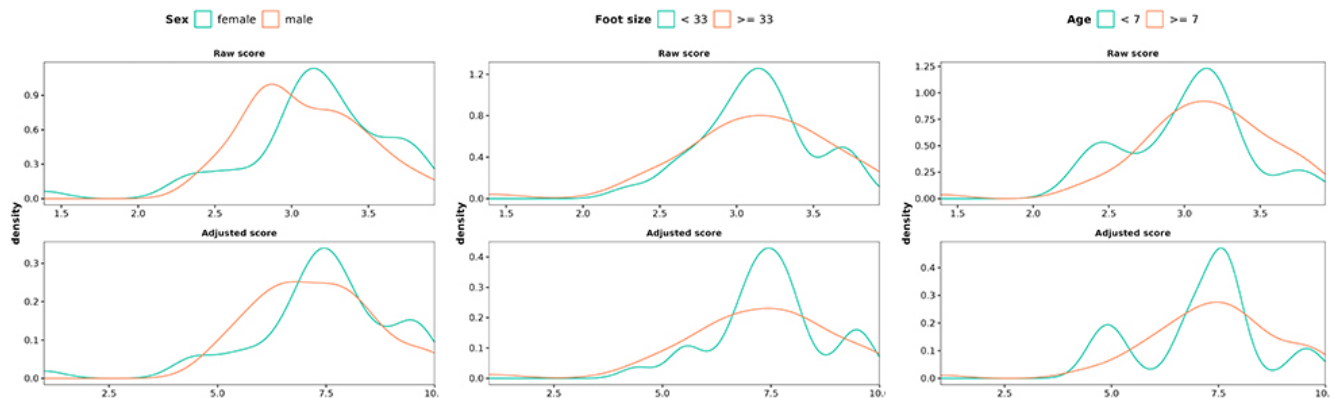 Sex female male
Raw score
0.9
0.6
0.3
0.0
1.5 2.0 2.5 3.0 3.5
density
Adjusted score
0.3
0.2
0.1
0.0
2.5 5.0 7.5 10.
Foot size < 33 >= 33
Raw score
1.2
0.8
0.4
0.0
1.5 2.0 2.5 3.0 3.5
density
Adjusted score
0.4
0.3
0.2
0.1
0.0
2.5 5.0 7.5 10.
Age < 7 >= 7
Raw score
1.25
1.00
0.75
0.50
0.25
0.00
1.5 2.0 2.5 3.0 3.5
density
Adjusted score
0.4
0.3
0.2
0.1
0.0
2.5 5.0 7.5 10.